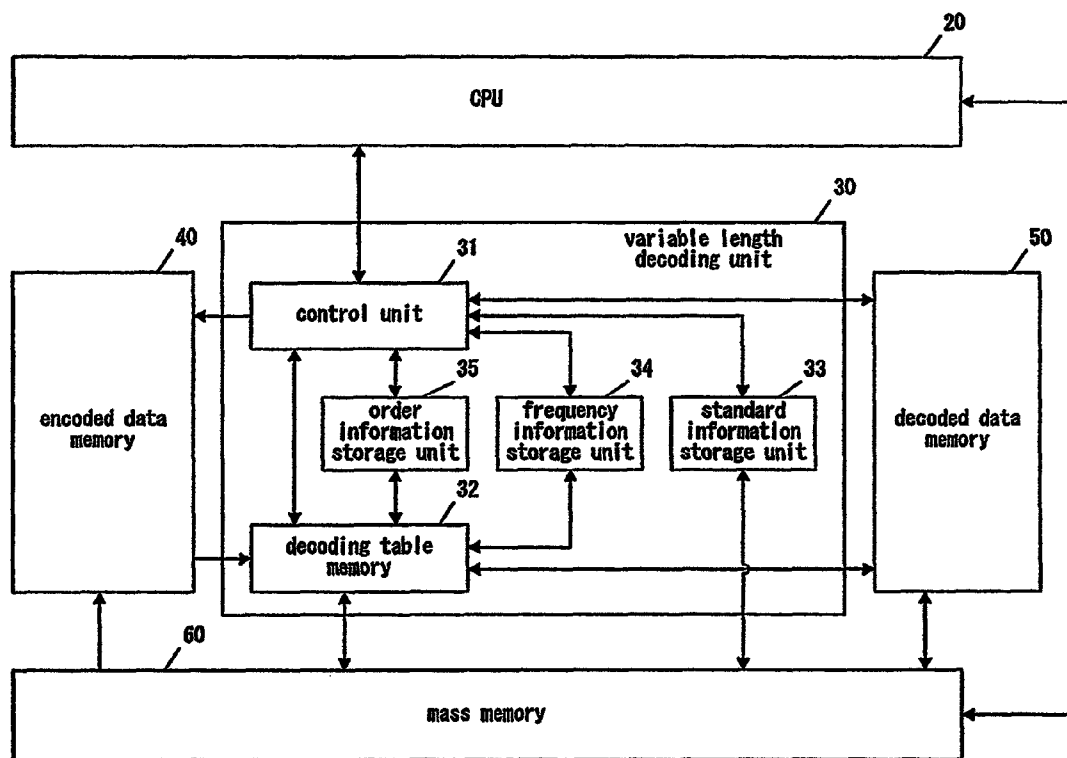 20
CPU
30
variable length
decoding unit
40
31
50
control unit
35
34
33
encoded data
memory
order
information
storage unit
frequency
information
storage unit
standard
information
storage unit
decoded data
memory
32
decoding table
memory
60
mass memory